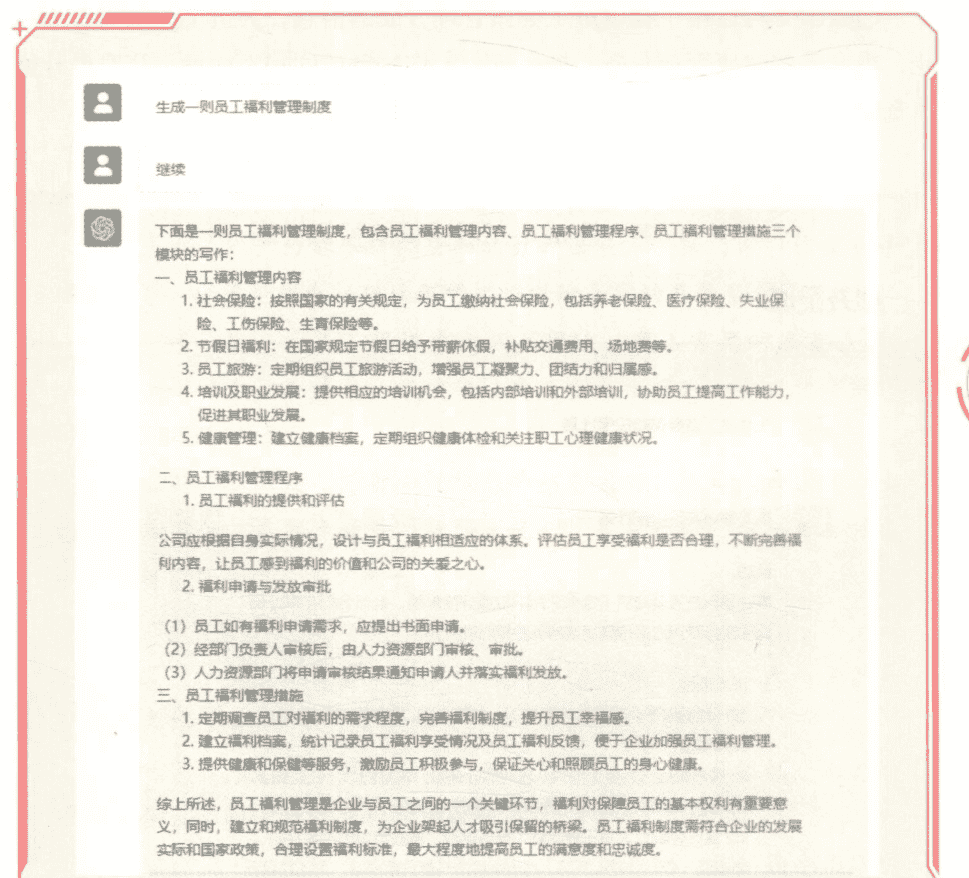 生成一则员工福利管理制度
继续
下面是一则员工福利管理制度，包含员工福利管理内容、员工福利管理程序、员工福利管理措施三个
模块的写作：
一、员工福利管理内容
1. 社会保险：按照国家的有关规定，为员工缴纳社会保险，包括养老保险、医疗保险、失业保
险、工伤保险、生育保险等。
2. 节假日福利：在国家规定节假日给予带薪休假，补贴交通费用、场地费等。
3. 员工旅游：定期组织员工旅游活动，增强员工凝聚力、团结力和归属感。
4. 培训及职业发展：提供相应的培训机会，包括内部培训和外部培训，协助员工提高工作能力，
促进其职业发展。
5. 健康管理：建立健康档案，定期组织健康体检和关注职工心理健康状况。
二、员工福利管理程序
1. 员工福利的提供和评估
公司应根据自身实际情况，设计与员工福利相适应的体系。评估员工享受福利是否合理，不断完善福
利内容，让员工感到福利的价值和公司的关爱之心。
2. 福利申请与发放审批
（1）员工如有福利申请需求，应提出书面申请。
（2）经部门负责人审核后，由人力资源部门审核、审批。
（3）人力资源部门将申请审核结果通知申请人并落实福利发放。
三、员工福利管理措施
1. 定期调查员工对福利的需求程度，完善福利制度，提升员工幸福感。
2. 建立福利档案，统计记录员工福利享受情况及员工福利反馈，便于企业加强员工福利管理。
3. 提供健康和保健等服务，激励员工积极参与，保证关心和照顾员工的身心健康。
综上所述，员工福利管理是企业与员工之间的一个关键环节，福利对保障员工的基本权利有重要意
义，同时，建立和规范福利制度，为企业架起人才吸引保留的桥梁。员工福利制度需符合企业的发展
实际和国家政策，合理设置福利标准，最大程度地提高员工的满意度和忠诚度。